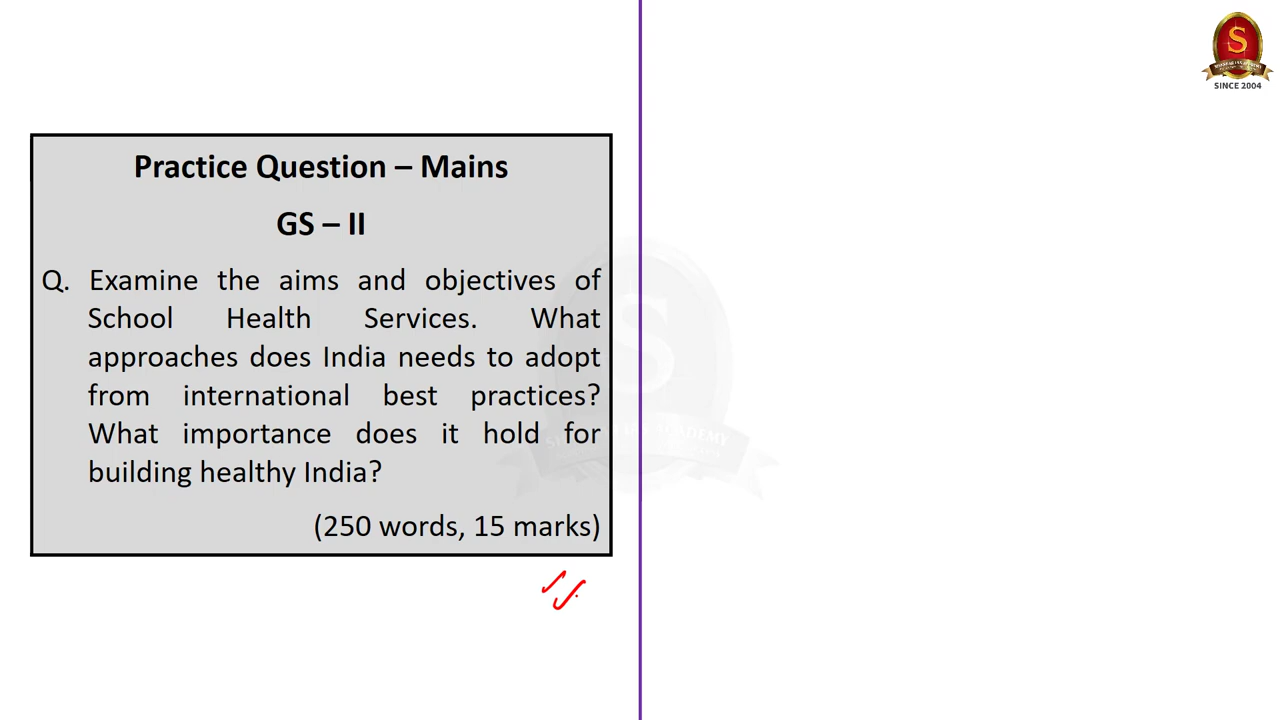 SINCE 2004
Practice Question – Mains
GS – II
Q. Examine the aims and objectives of
School Health Services. What
approaches does India needs to adopt
from international best practices?
What importance does it hold for
building healthy India?
(250 words, 15 marks)